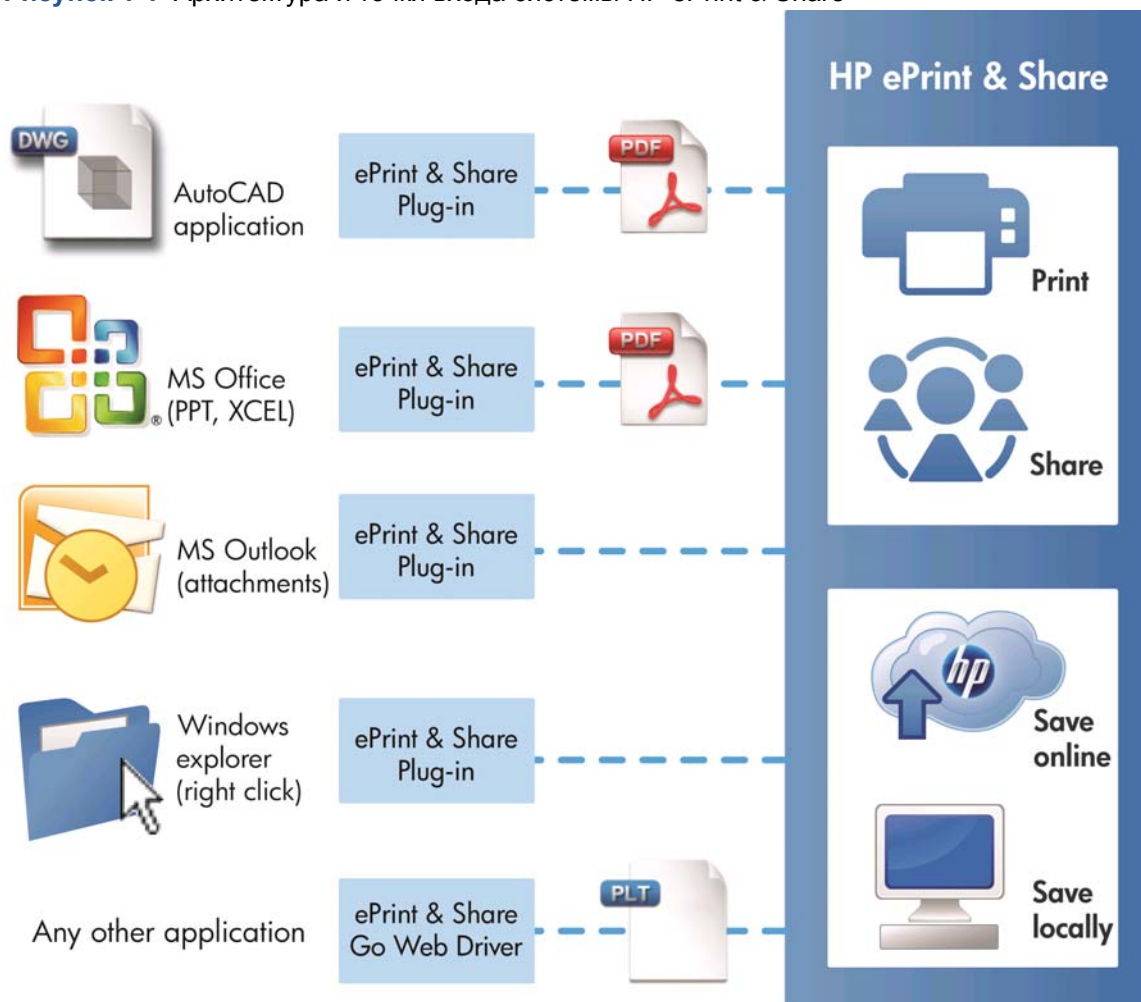 HP ePrint & Share
DWG
AutoCAD
application
ePrint & Share
Plug-in
PDF
Print
MS Office
(PPT, XCEL)
®
ePrint & Share
Plug-in
PDF
Share
MS Outlook
(attachments)
ePrint & Share
Plug-in
hp
Save
online
Windows
explorer
(right click)
ePrint & Share
Plug-in
Any other application
ePrint & Share
Go Web Driver
PLT
Save
locally